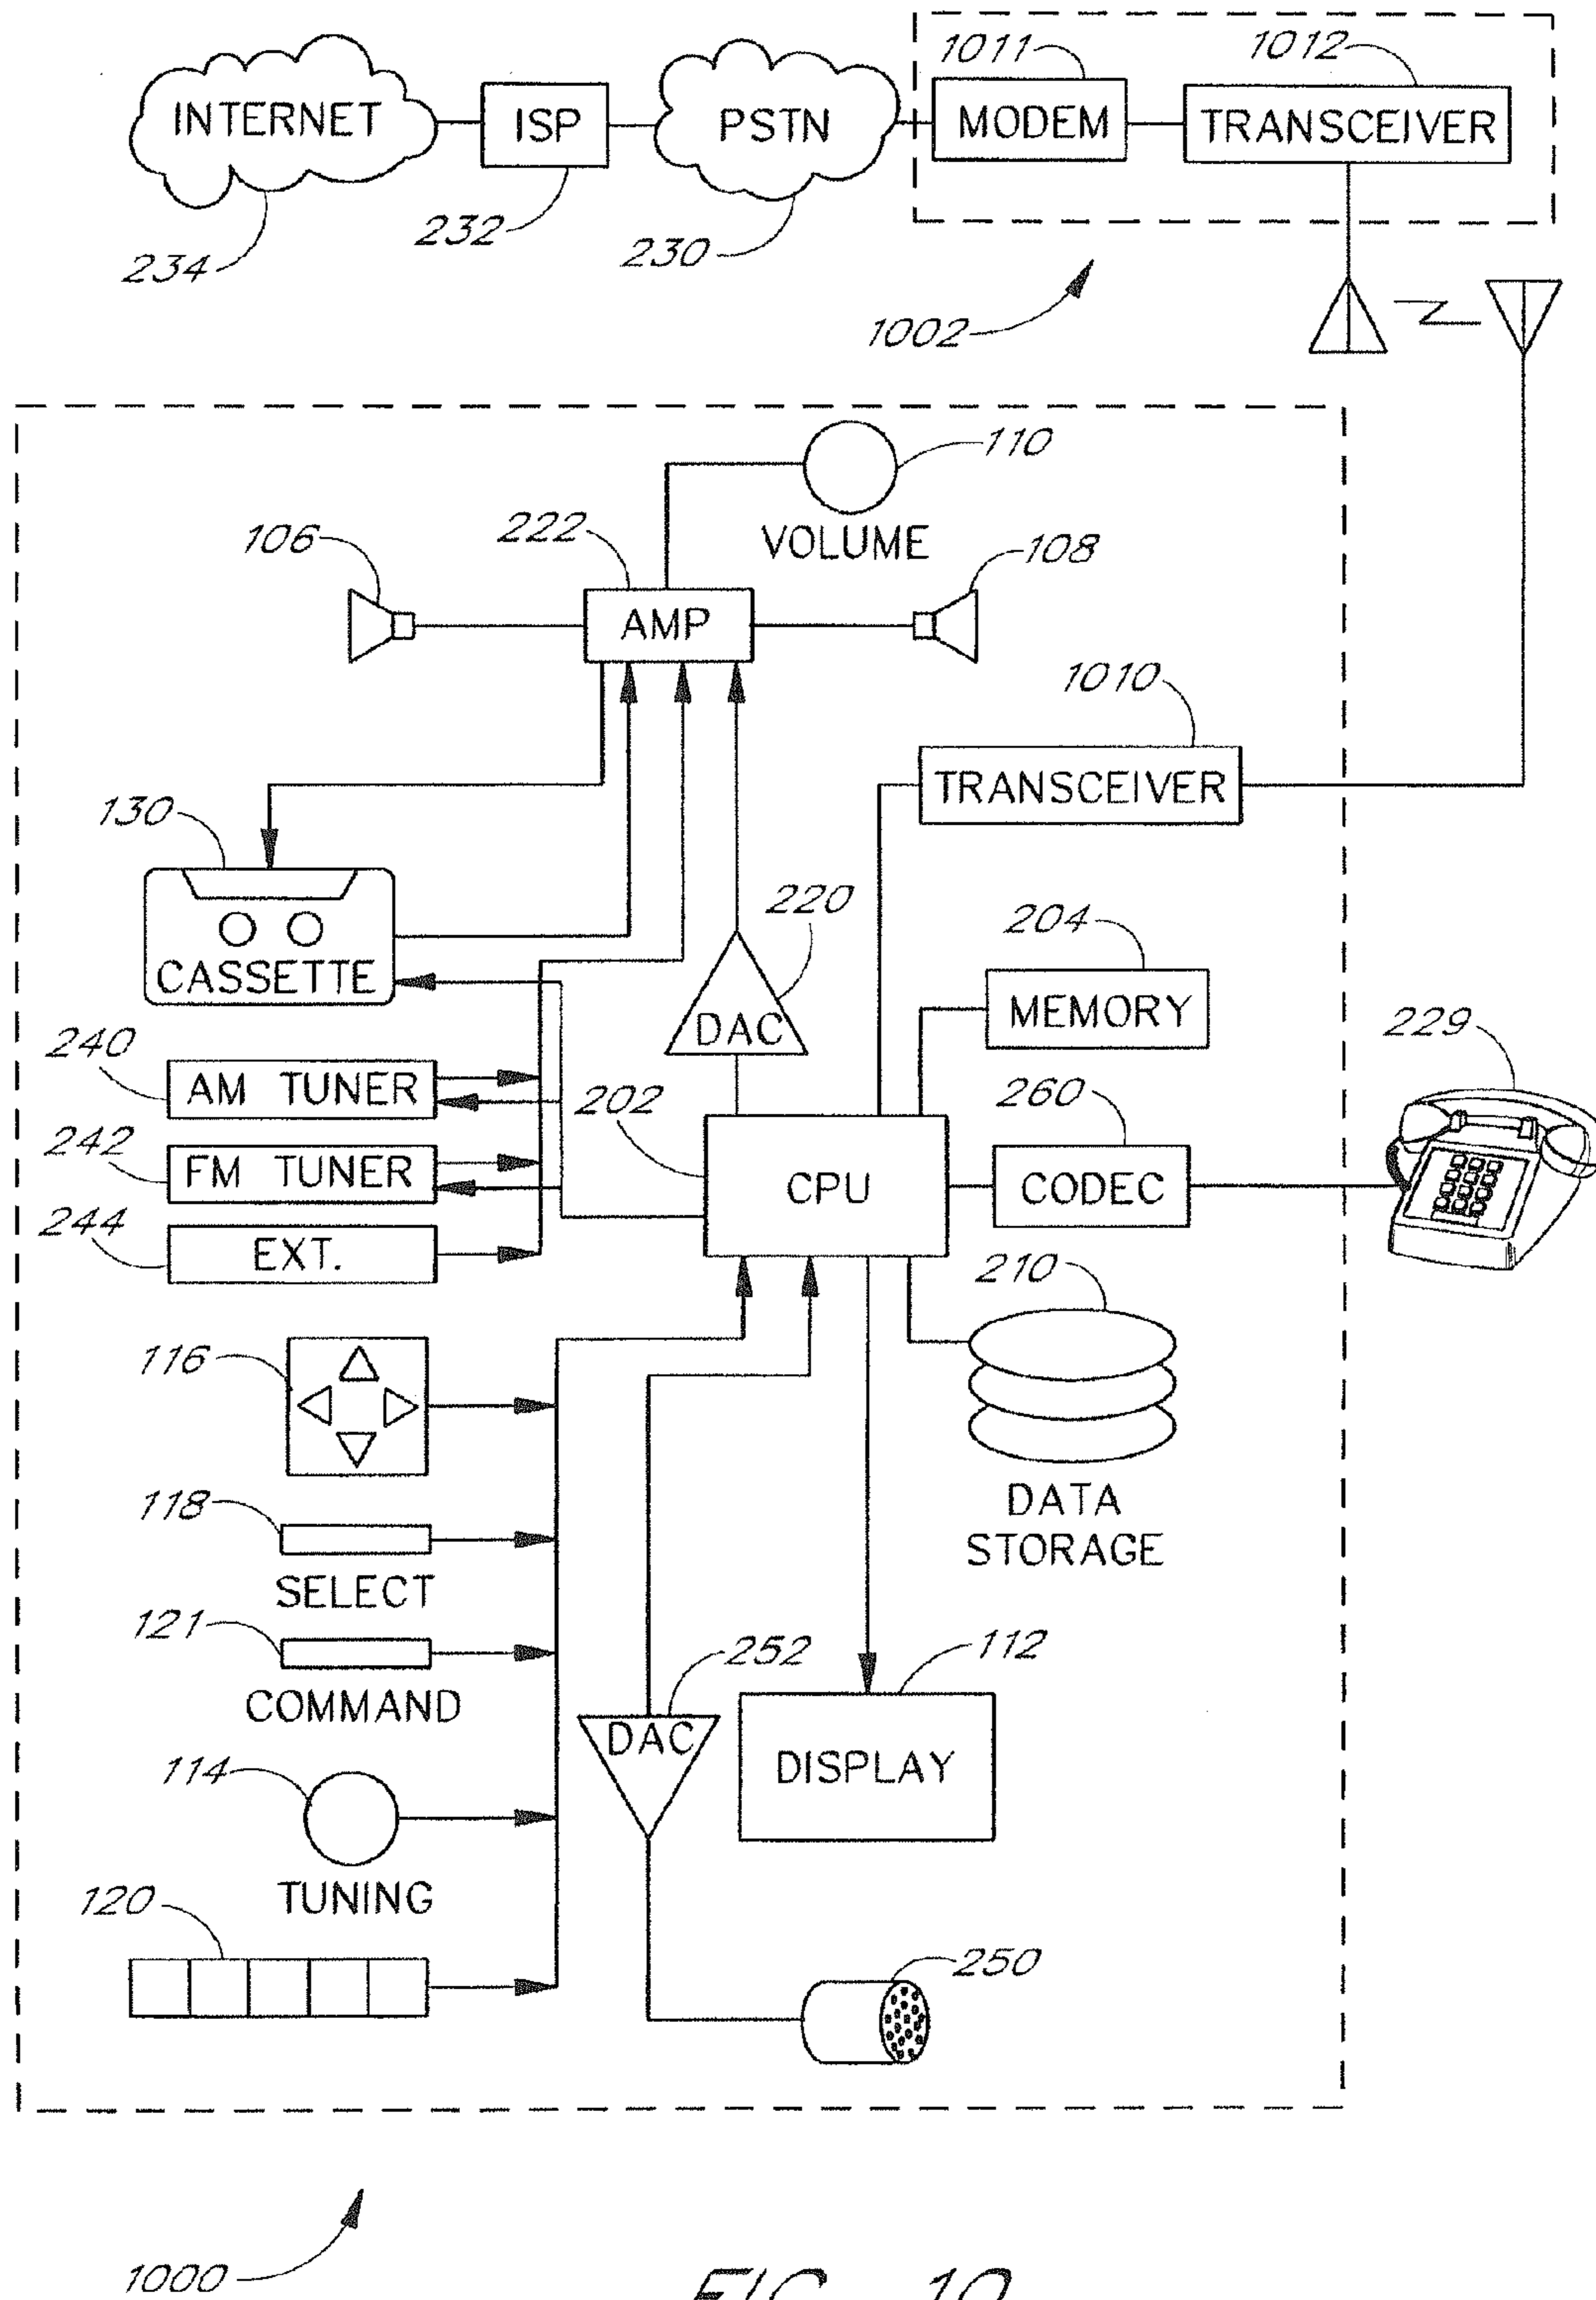 1011
1012
INTERNET
ISP
PSTN
MODEM
TRANSCEIVER
234
232
230
1002
110
VOLUME
106
222
108
AMP
1010
TRANSCEIVER
130
CASSETTE
220
DAC
204
MEMORY
229
240
AM TUNER
202
260
242
FM TUNER
CPU
CODEC
244
EXT.
210
116
DATA
STORAGE
118
SELECT
121
COMMAND
252
DAC
112
DISPLAY
114
TUNING
120
250
1000
FIG. 10